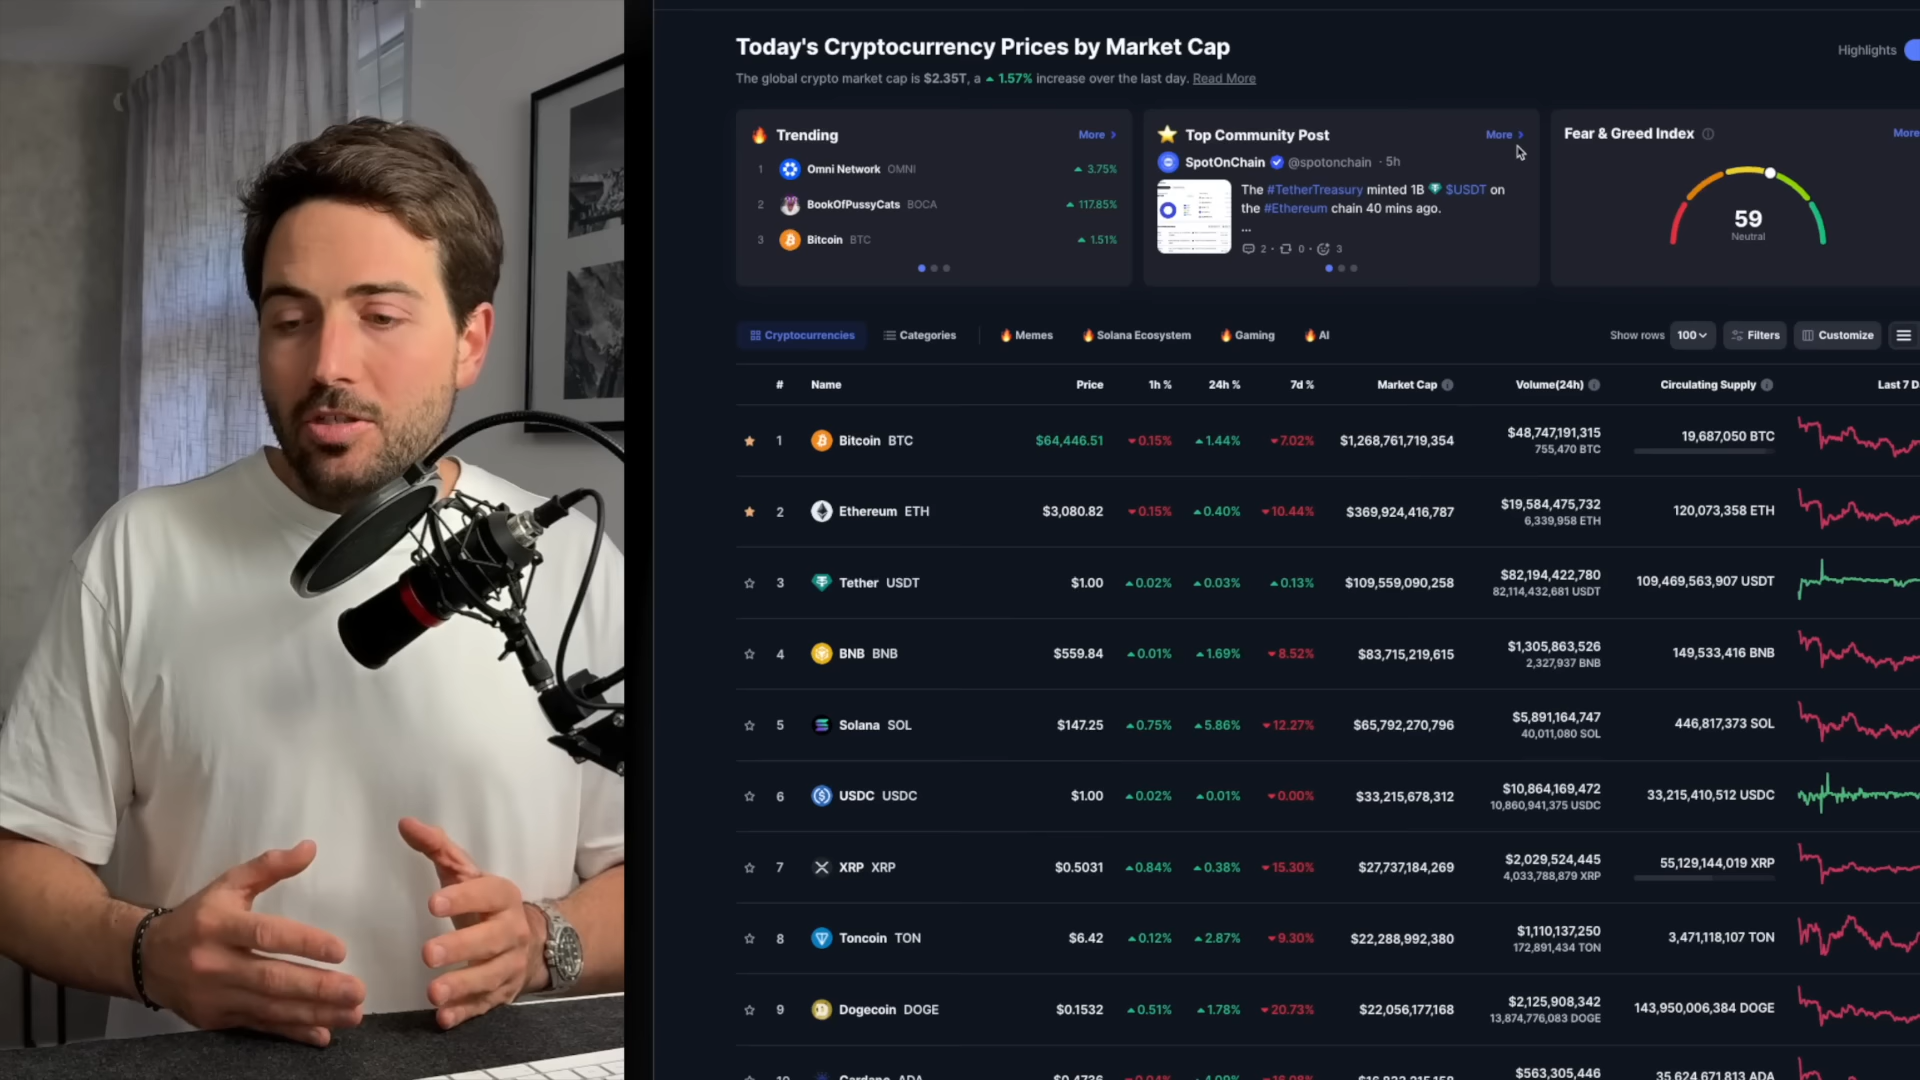 Today's Cryptocurrency Prices by Market Cap
Highlights
The global crypto market cap is $2.35T, a 1.57% increase over the last day. Read More
Trending
More >
1 Omni Network OMNI 3.75%
2 BookOfPussyCats BOCA 117.85%
3 Bitcoin BTC 1.51%
Top Community Post
More >
SpotOnChain @spotonchain · 5h
The #TetherTreasury minted 1B $USDT on
the #Ethereum chain 40 mins ago.
...
2 · 0 · 3
Fear & Greed Index
More
59
Neutral
Cryptocurrencies Categories Memes Solana Ecosystem Gaming AI Show rows 100 Filters Customize
# Name Price 1h % 24h % 7d % Market Cap Volume(24h) Circulating Supply Last 7 D
1 Bitcoin BTC $64,446.51 0.15% 1.44% 7.02% $1,268,761,719,354 $48,747,191,315 19,687,050 BTC
755,470 BTC
2 Ethereum ETH $3,080.82 0.15% 0.40% 10.44% $369,924,416,787 $19,584,475,732 120,073,358 ETH
6,339,958 ETH
3 Tether USDT $1.00 0.02% 0.03% 0.13% $109,559,090,258 $82,194,422,780 109,469,563,907 USDT
82,114,432,681 USDT
4 BNB BNB $559.84 0.01% 1.69% 8.52% $83,715,219,615 $1,305,863,526 149,533,416 BNB
2,327,937 BNB
5 Solana SOL $147.25 0.75% 5.86% 12.27% $65,792,270,796 $5,891,164,747 446,817,373 SOL
40,011,080 SOL
6 USDC USDC $1.00 0.02% 0.01% 0.00% $33,215,678,312 $10,864,169,472 33,215,410,512 USDC
10,860,941,375 USDC
7 XRP XRP $0.5031 0.84% 0.38% 15.30% $27,737,184,269 $2,029,524,445 55,129,144,019 XRP
4,033,788,879 XRP
8 Toncoin TON $6.42 0.12% 2.87% 9.30% $22,288,992,380 $1,110,137,250 3,471,118,107 TON
172,891,434 TON
9 Dogecoin DOGE $0.1532 0.51% 1.78% 20.73% $22,056,177,168 $2,125,908,342 143,950,006,384 DOGE
13,874,776,083 DOGE
10 Cardano ADA $0.4736 $563,305,446 35,624,671,813 ADA